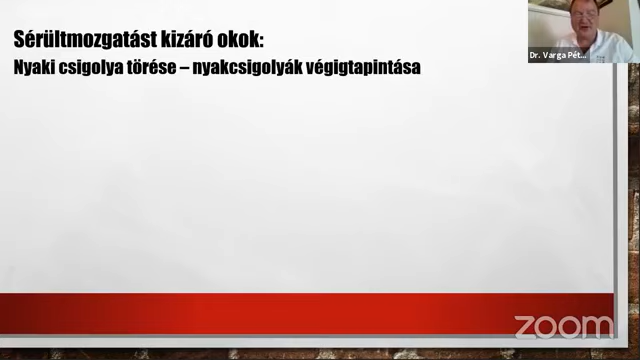 Sérültmozgatást kizáró okok:
Nyaki csigolya törése – nyakcsigolyák végigtapintása
Dr. Varga Pét...
zoom